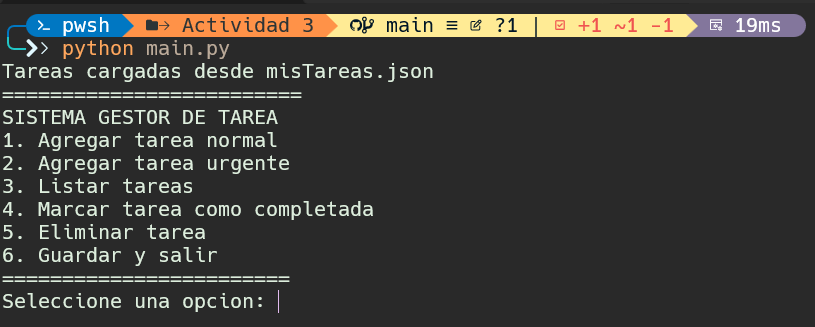 pwsh Actividad 3 main ≡ ?1 | +1 ~1 -1 19ms
python main.py
Tareas cargadas desde misTareas.json
=========================
SISTEMA GESTOR DE TAREA
1. Agregar tarea normal
2. Agregar tarea urgente
3. Listar tareas
4. Marcar tarea como completada
5. Eliminar tarea
6. Guardar y salir
========================
Seleccione una opcion: